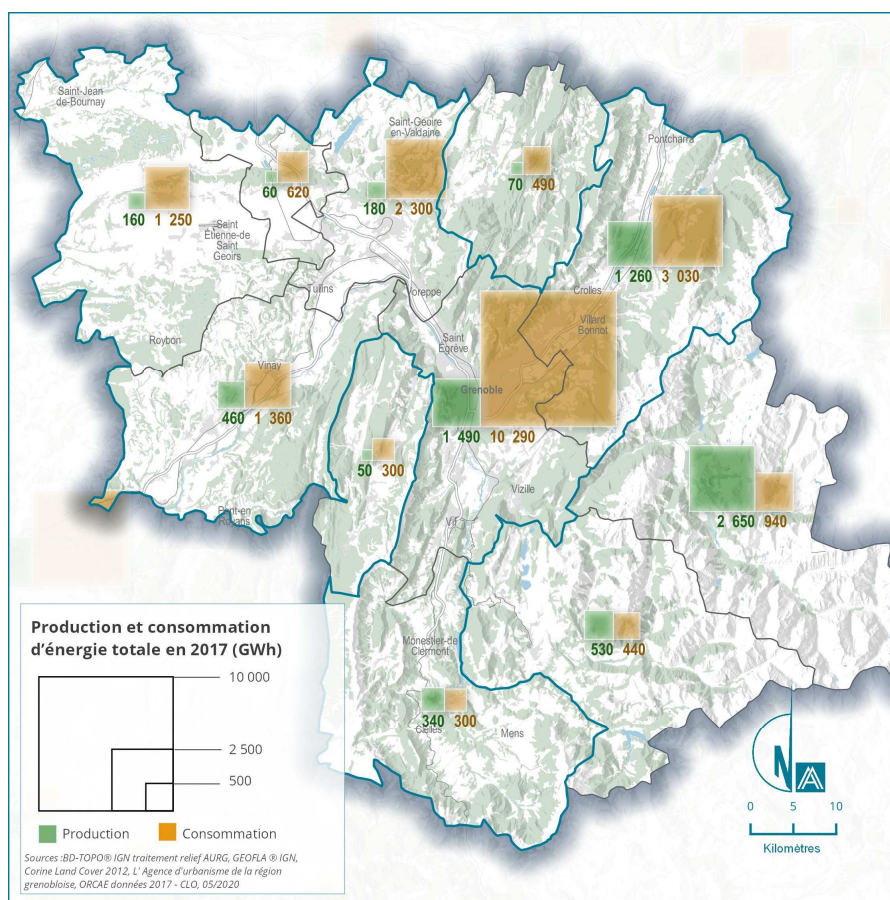 Saint-Jean
de-Bournay
Saint-Geoire
en-Valdaine
Pontcharra
60 620
70 490
160 1 250
180 2 300
Saint
Étienne-de
Saint
Geoirs
1 260 3 030
Tullins
Voreppe
Crolles
Villard
Bonnot
Roybon
Saint
Egrève
Vinay
Grenoble
460 1 360
1 490 10 290
50 300
Vizille
2 650 940
Pont-en
Royans
Vif
530 440
Monestier-de
Clermont
340 300
Clelles
Mens
Production et consommation
d’énergie totale en 2017 (GWh)
10 000
2 500
500
Production Consommation
Sources :BD-TOPO® IGN traitement relief AURG, GEOFLA ® IGN,
Corine Land Cover 2012, L' Agence d'urbanisme de la région
grenobloise, ORCAE données 2017 - CLO, 05/2020
N
0 5 10
Kilomètres